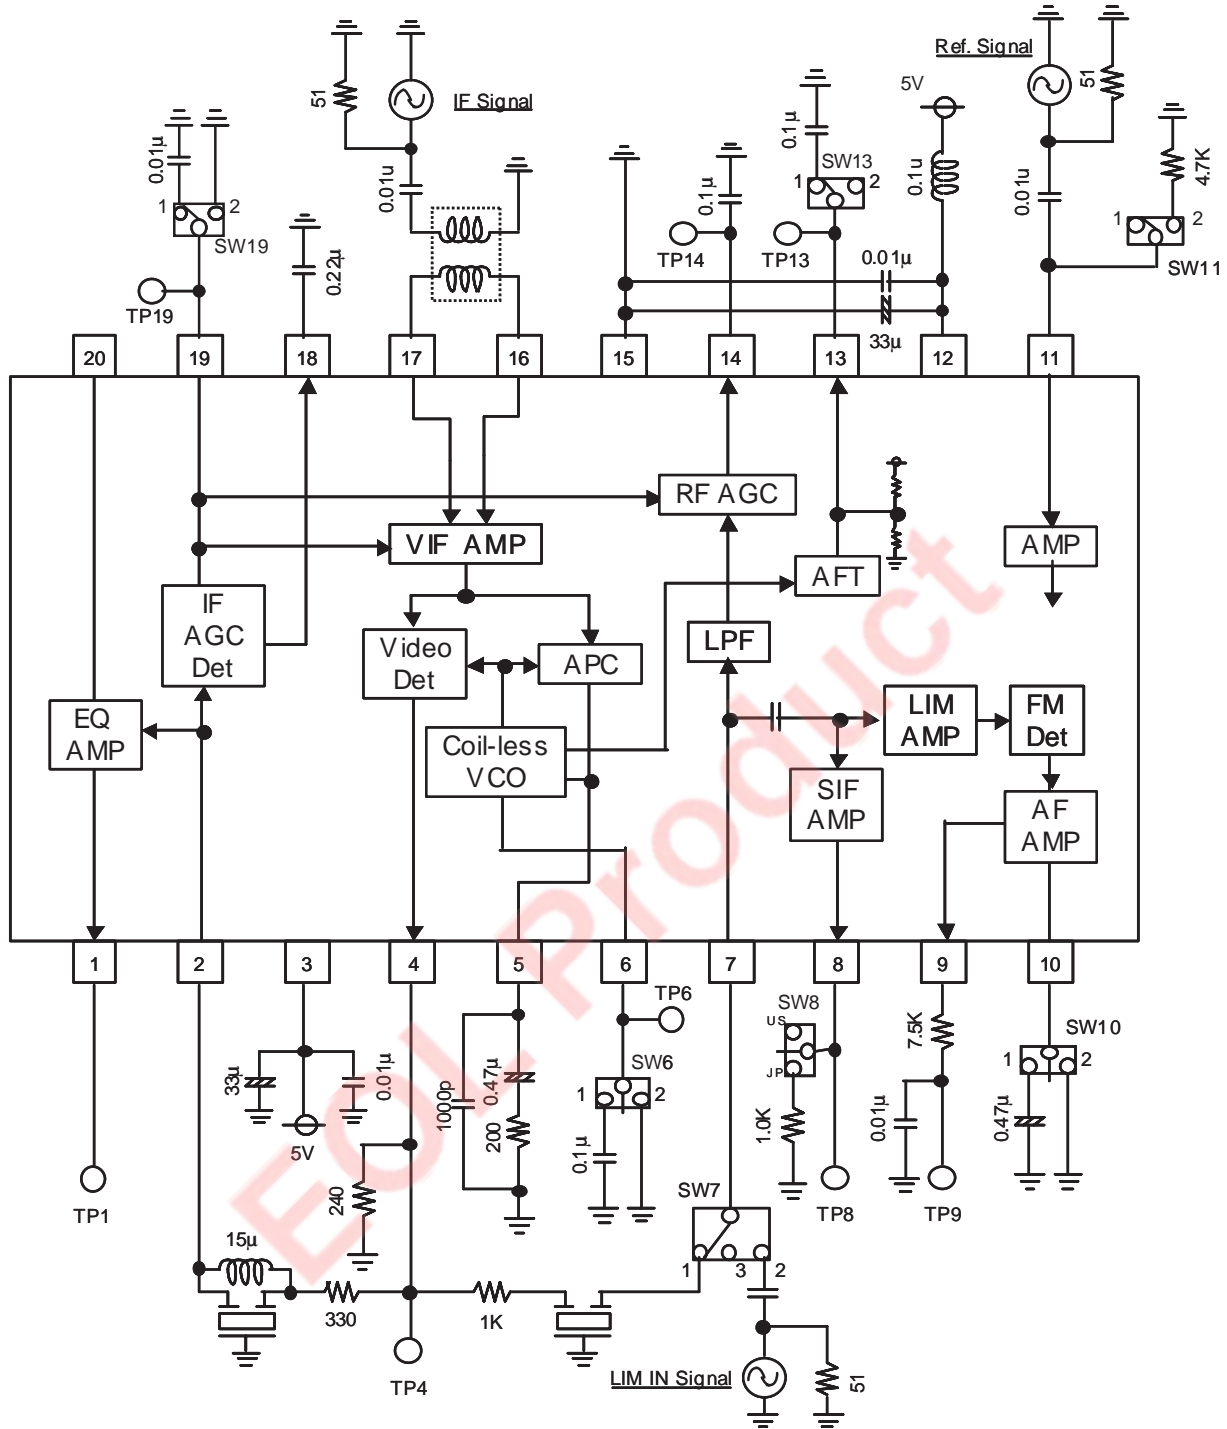 Ref. Signal
51
IF Signal
51
5V
0.01µ
0.01u
0.1µ
0.1µ
SW13
1 2
0.1u
0.01u
4.7K
1 2
SW19
1 2
SW11
0.22µ
TP19
TP14
TP13
0.01µ
33µ
20 19 18 17 16 15 14 13 12 11
RF AGC
VIF AMP
AMP
AFT
IF
AGC
Det
Video
Det
APC
LPF
EQ
AMP
Coil-less
VCO
LIM
AMP
FM
Det
SIF
AMP
AF
AMP
1 2 3 4 5 6 7 8 9 10
TP6
SW8
US
JP
7.5K
SW10
1 2
SW6
1 2
33µ
0.01µ
1000p
0.47µ
200
0.1µ
1.0K
0.01µ
0.47µ
5V
240
TP1
SW7
TP8
TP9
15µ
1 3 2
330
1K
TP4
LIM IN Signal
51
EOL Product